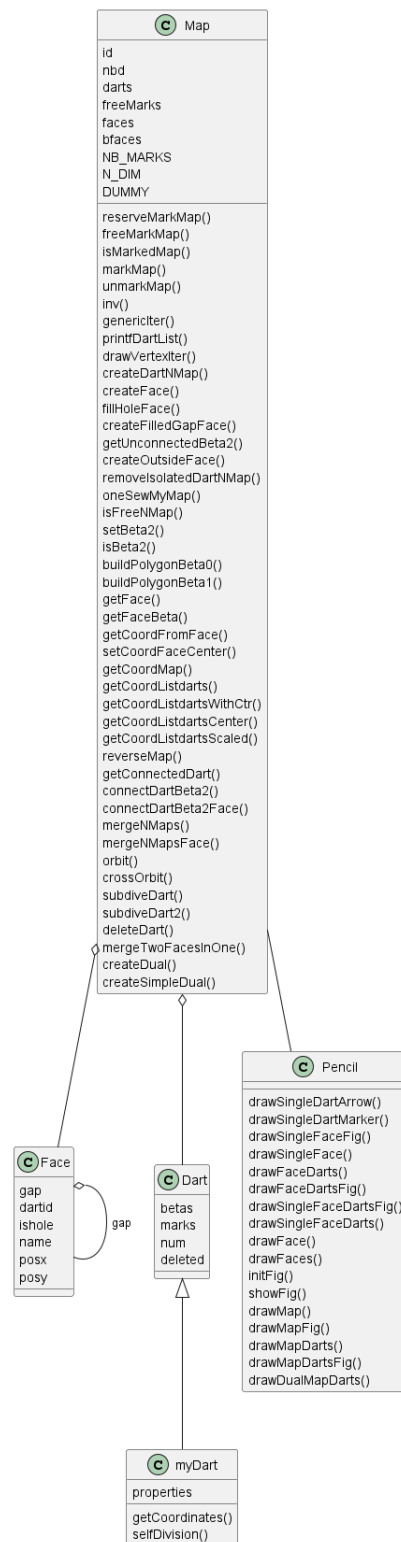 C Map
id
nbd
darts
freeMarks
faces
bfaces
NB_MARKS
N_DIM
DUMMY
reserveMarkMap()
freeMarkMap()
isMarkedMap()
markMap()
unmarkMap()
inv()
genericIter()
printfDartList()
drawVertexIter()
createDartNMap()
createFace()
fillHoleFace()
createFilledGapFace()
getUnconnectedBeta2()
createOutsideFace()
removeIsolatedDartNMap()
oneSewMyMap()
isFreeNMap()
setBeta2()
isBeta2()
buildPolygonBeta0()
buildPolygonBeta1()
getFace()
getFaceBeta()
getCoordFromFace()
setCoordFaceCenter()
getCoordMap()
getCoordListdarts()
getCoordListdartsWithCtr()
getCoordListdartsCenter()
getCoordListdartsScaled()
reverseMap()
getConnectedDart()
connectDartBeta2()
connectDartBeta2Face()
mergeNMaps()
mergeNMapsFace()
orbit()
crossOrbit()
subdiveDart()
subdiveDart2()
deleteDart()
mergeTwoFacesInOne()
createDual()
createSimpleDual()
C Pencil
drawSingleDartArrow()
drawSingleDartMarker()
drawSingleFaceFig()
drawSingleFace()
drawFaceDarts()
drawFaceDartsFig()
drawSingleFaceDartsFig()
drawSingleFaceDarts()
drawFace()
drawFaces()
initFig()
showFig()
drawMap()
drawMapFig()
drawMapDarts()
drawMapDartsFig()
drawDualMapDarts()
C Face
gap
dartid
ishole
name
posx
posy
gap
C Dart
betas
marks
num
deleted
C myDart
properties
getCoordinates()
selfDivision()